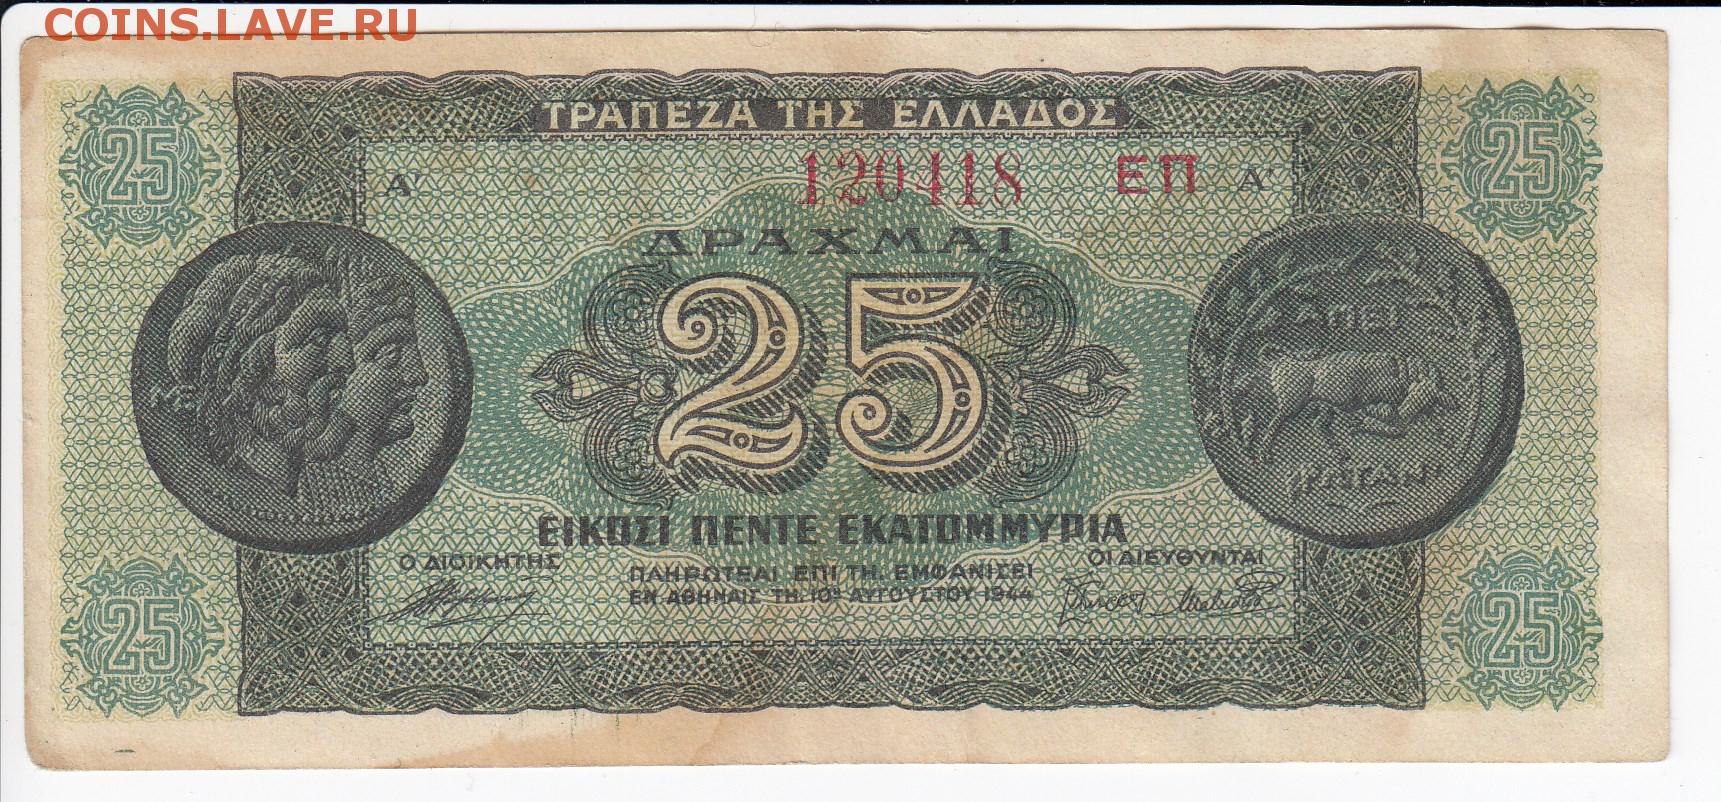 COINS.LAVE.RU
ΤΡΑΠΕΖΑ ΤΗΣ ΕΛΛΑΔΟΣ
25
25
Α'
120418 ΕΠ Α'
ΔΡΑΧΜΑΙ
25
ΕΙΚΟΣΙ ΠΕΝΤΕ ΕΚΑΤΟΜΜΥΡΙΑ
Ο ΔΙΟΙΚΗΤΗΣ
ΟΙ ΔΙΕΥΘΥΝΤΑΙ
ΠΛΗΡΩΤΕΑΙ ΕΠΙ ΤΗ. ΕΜΦΑΝΙΣΕΙ
ΕΝ ΑΘΗΝΑΙΣ ΤΗ. 10ῃ ΑΥΓΟΥΣΤΟΥ 1944
25
25